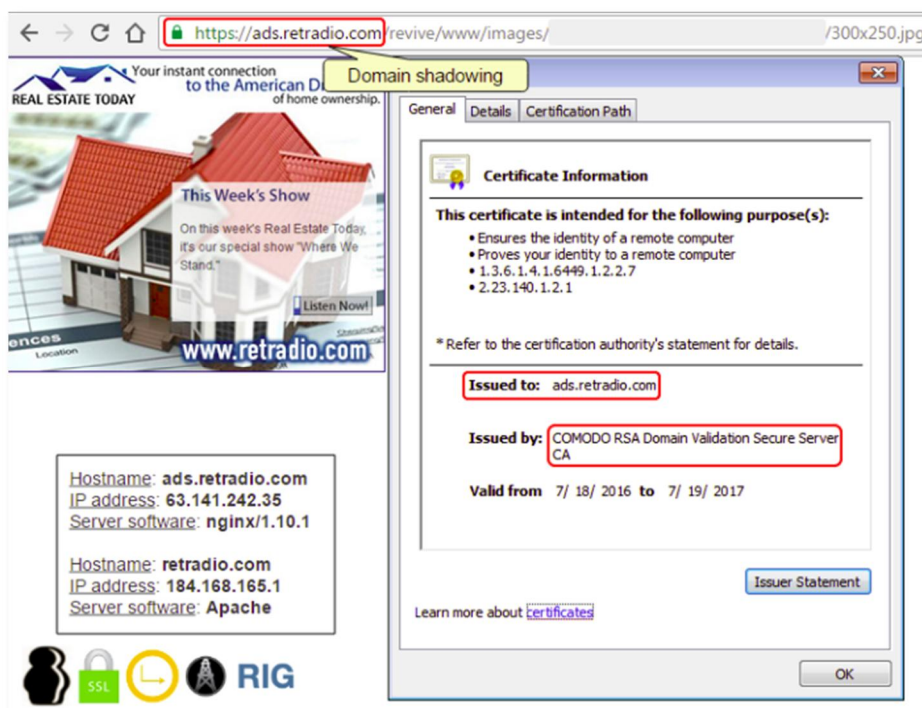 https://ads.retradio.com/revive/www/images/ /300x250.jpg
Domain shadowing
Your instant connection
to the American D
of home ownership.
REAL ESTATE TODAY
This Week's Show
On this week's Real Estate Today,
it's our special show "Where We
Stand."
Listen Now!
ences
Location
www.retradio.com
General Details Certification Path
Certificate Information
This certificate is intended for the following purpose(s):
• Ensures the identity of a remote computer
• Proves your identity to a remote computer
• 1.3.6.1.4.1.6449.1.2.2.7
• 2.23.140.1.2.1
* Refer to the certification authority's statement for details.
Issued to: ads.retradio.com
Issued by: COMODO RSA Domain Validation Secure Server
CA
Valid from 7/ 18/ 2016 to 7/ 19/ 2017
Issuer Statement
Learn more about certificates
OK
Hostname: ads.retradio.com
IP address: 63.141.242.35
Server software: nginx/1.10.1
Hostname: retradio.com
IP address: 184.168.165.1
Server software: Apache
SSL
RIG